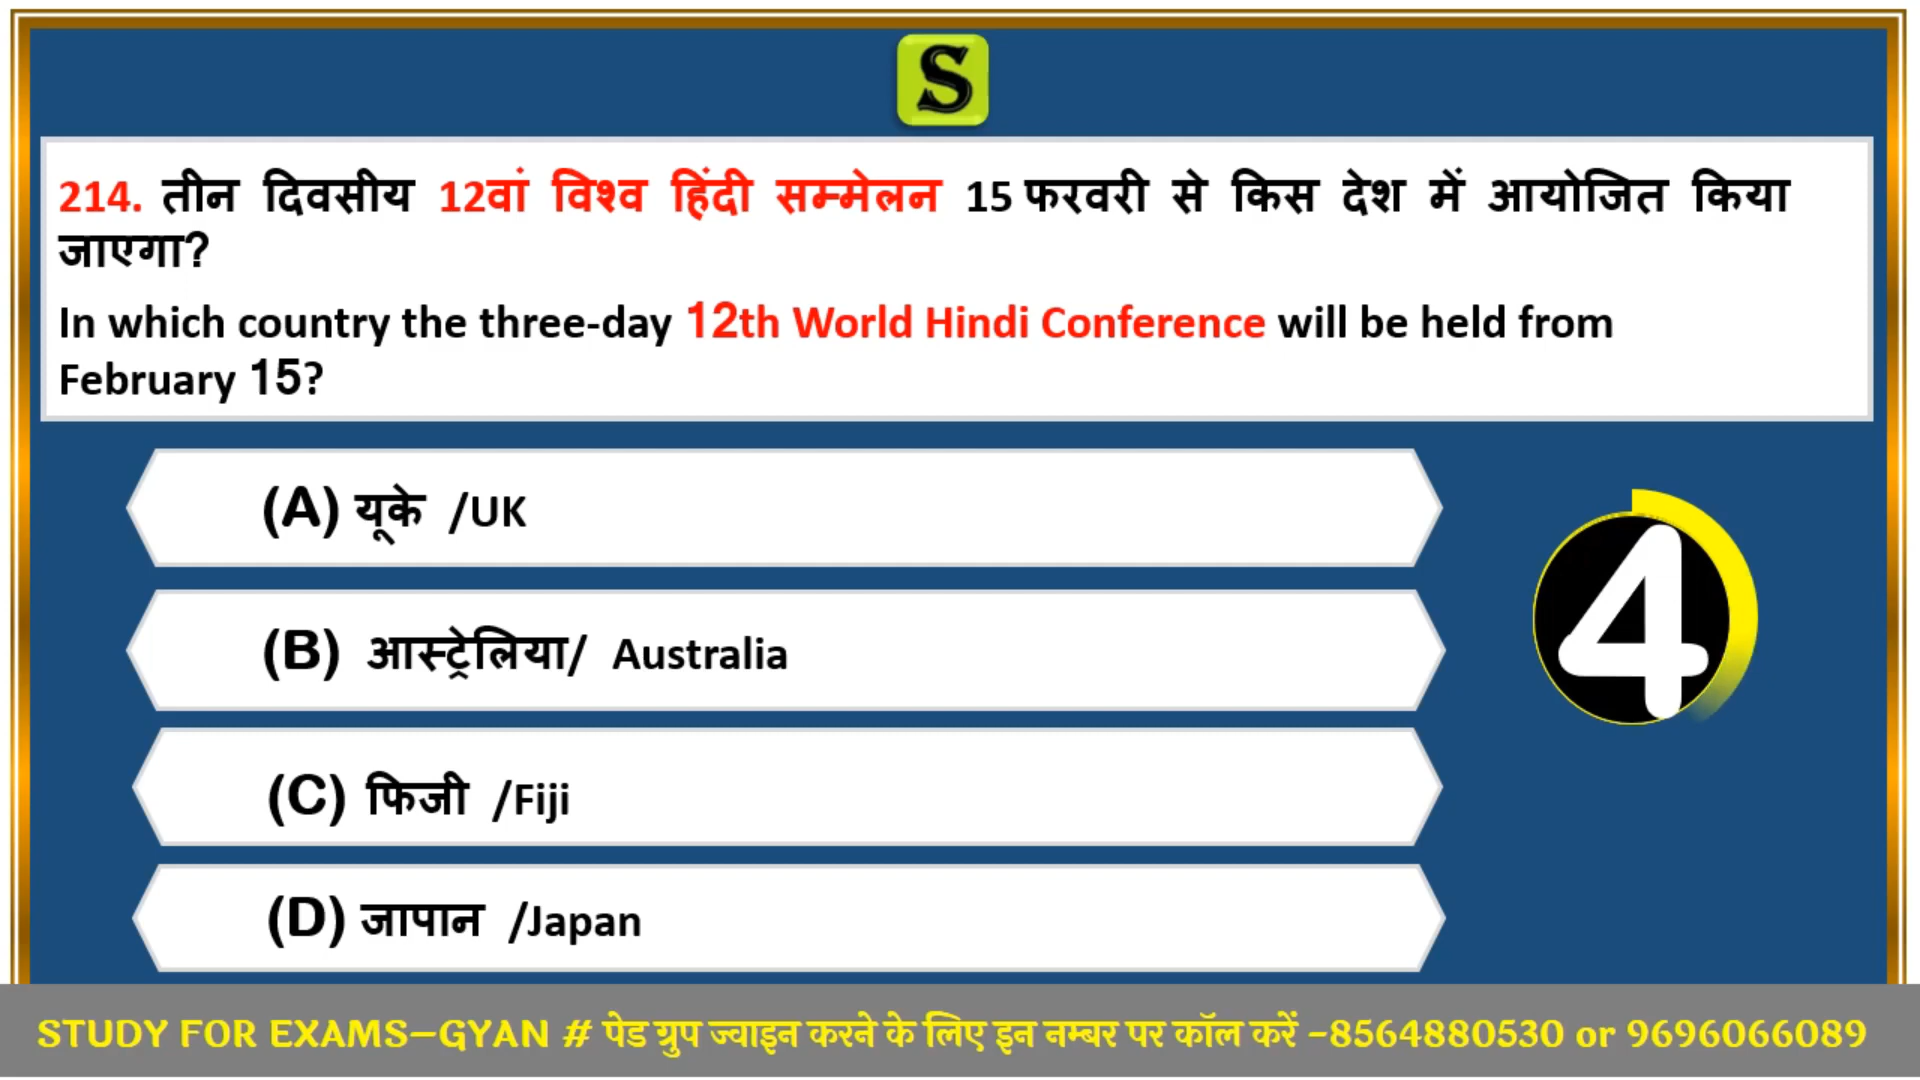 S
214. तीन दिवसीय 12वां विश्व हिंदी सम्मेलन 15 फरवरी से किस देश में आयोजित किया
जाएगा?
In which country the three-day 12th World Hindi Conference will be held from
February 15?
(A) यूके /UK
(B) आस्ट्रेलिया/ Australia
4
(C) फिजी /Fiji
(D) जापान /Japan
STUDY FOR EXAMS–GYAN # पेड ग्रुप ज्वाइन करने के लिए इन नम्बर पर कॉल करें -8564880530 or 9696066089